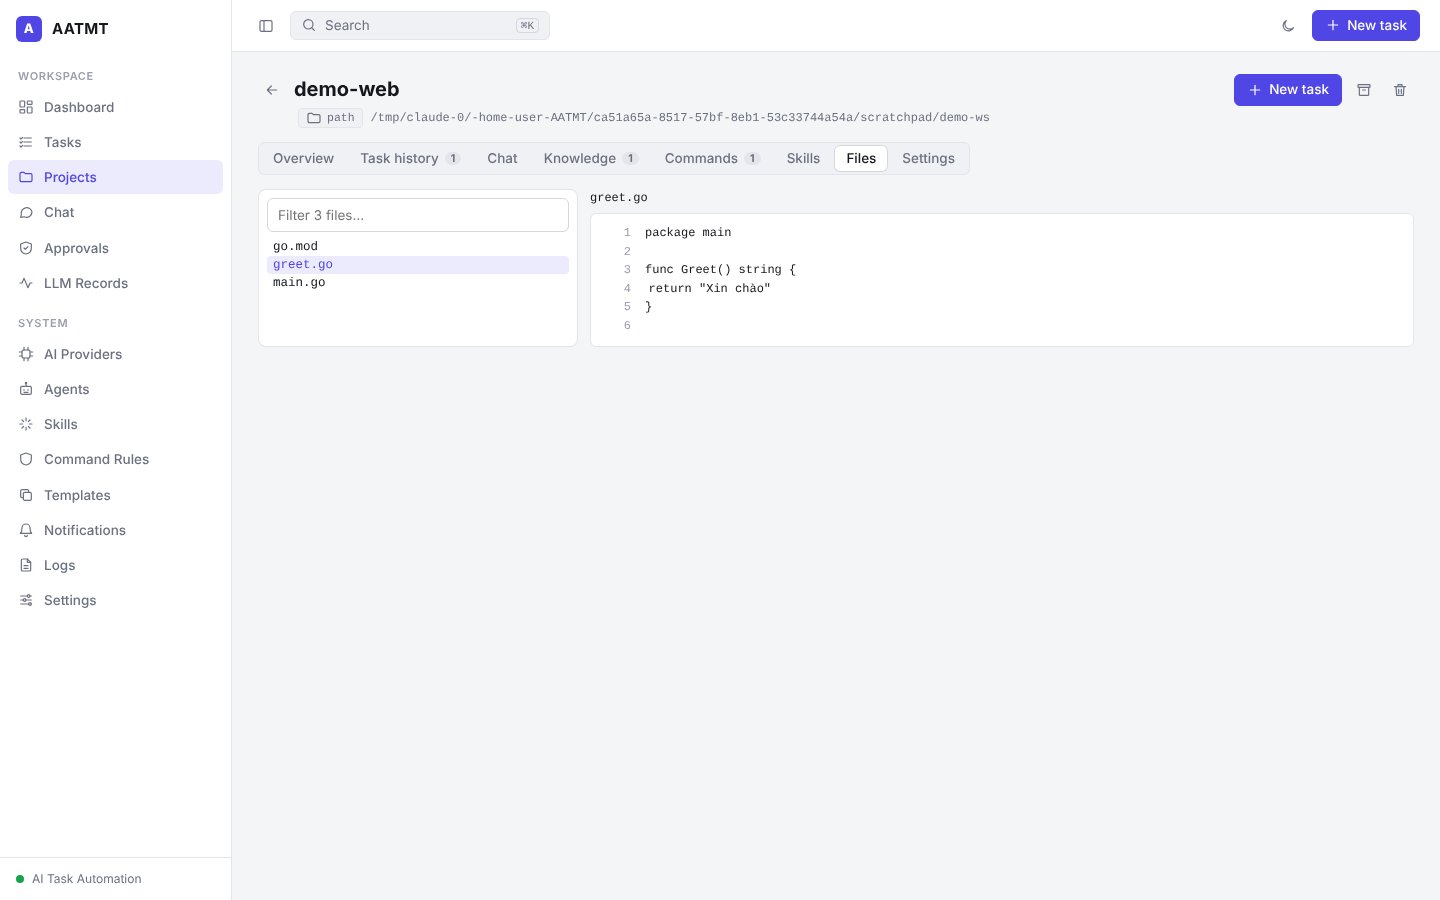 A AATMT
Search ⌘K
New task
WORKSPACE
Dashboard
Tasks
Projects
Chat
Approvals
LLM Records
SYSTEM
AI Providers
Agents
Skills
Command Rules
Templates
Notifications
Logs
Settings
AI Task Automation
demo-web
New task
path /tmp/claude-0/-home-user-AATMT/ca51a65a-8517-57bf-8eb1-53c33744a54a/scratchpad/demo-ws
Overview Task history 1 Chat Knowledge 1 Commands 1 Skills Files Settings
Filter 3 files...
go.mod
greet.go
main.go
greet.go
1 package main
2
3 func Greet() string {
4 return "Xin chào"
5 }
6